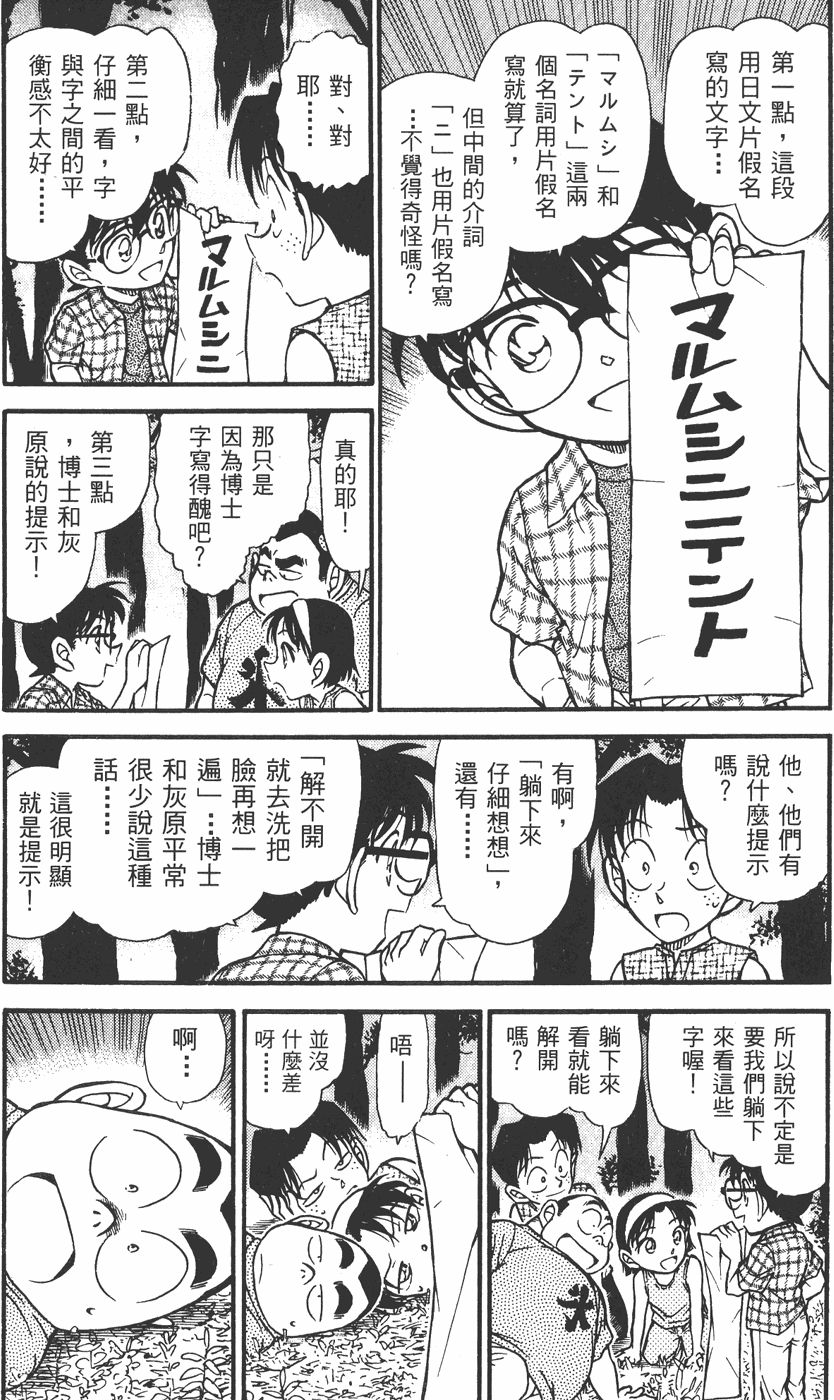 第一點，這段
用日文片假名
寫的文字…
「マルムシ」和
「テント」這兩
個名詞用片假名
寫就算了，
但中間的介詞
「ニ」也用片假名寫
…不覺得奇怪嗎？
マルムシニテント
對、對
耶……
第二點，
仔細一看，字
與字之間的平
衡感不太好……
マルムシニ
真的耶！
那只是
因為博士
字寫得醜吧？
第三點
，博士和灰
原說的提示！
他、他們有
說什麼提示
嗎？
有啊，
「躺下來
仔細想想」，
還有……
「解不開
就去洗把
臉再想一
遍」…博士
和灰原平常
很少說這種
話……
這很明顯
就是提示！
所以說不定是
要我們躺下
來看這些
字喔！
躺下來
看就能
解開
嗎？
唔——
並沒
什麼差
呀……
啊…